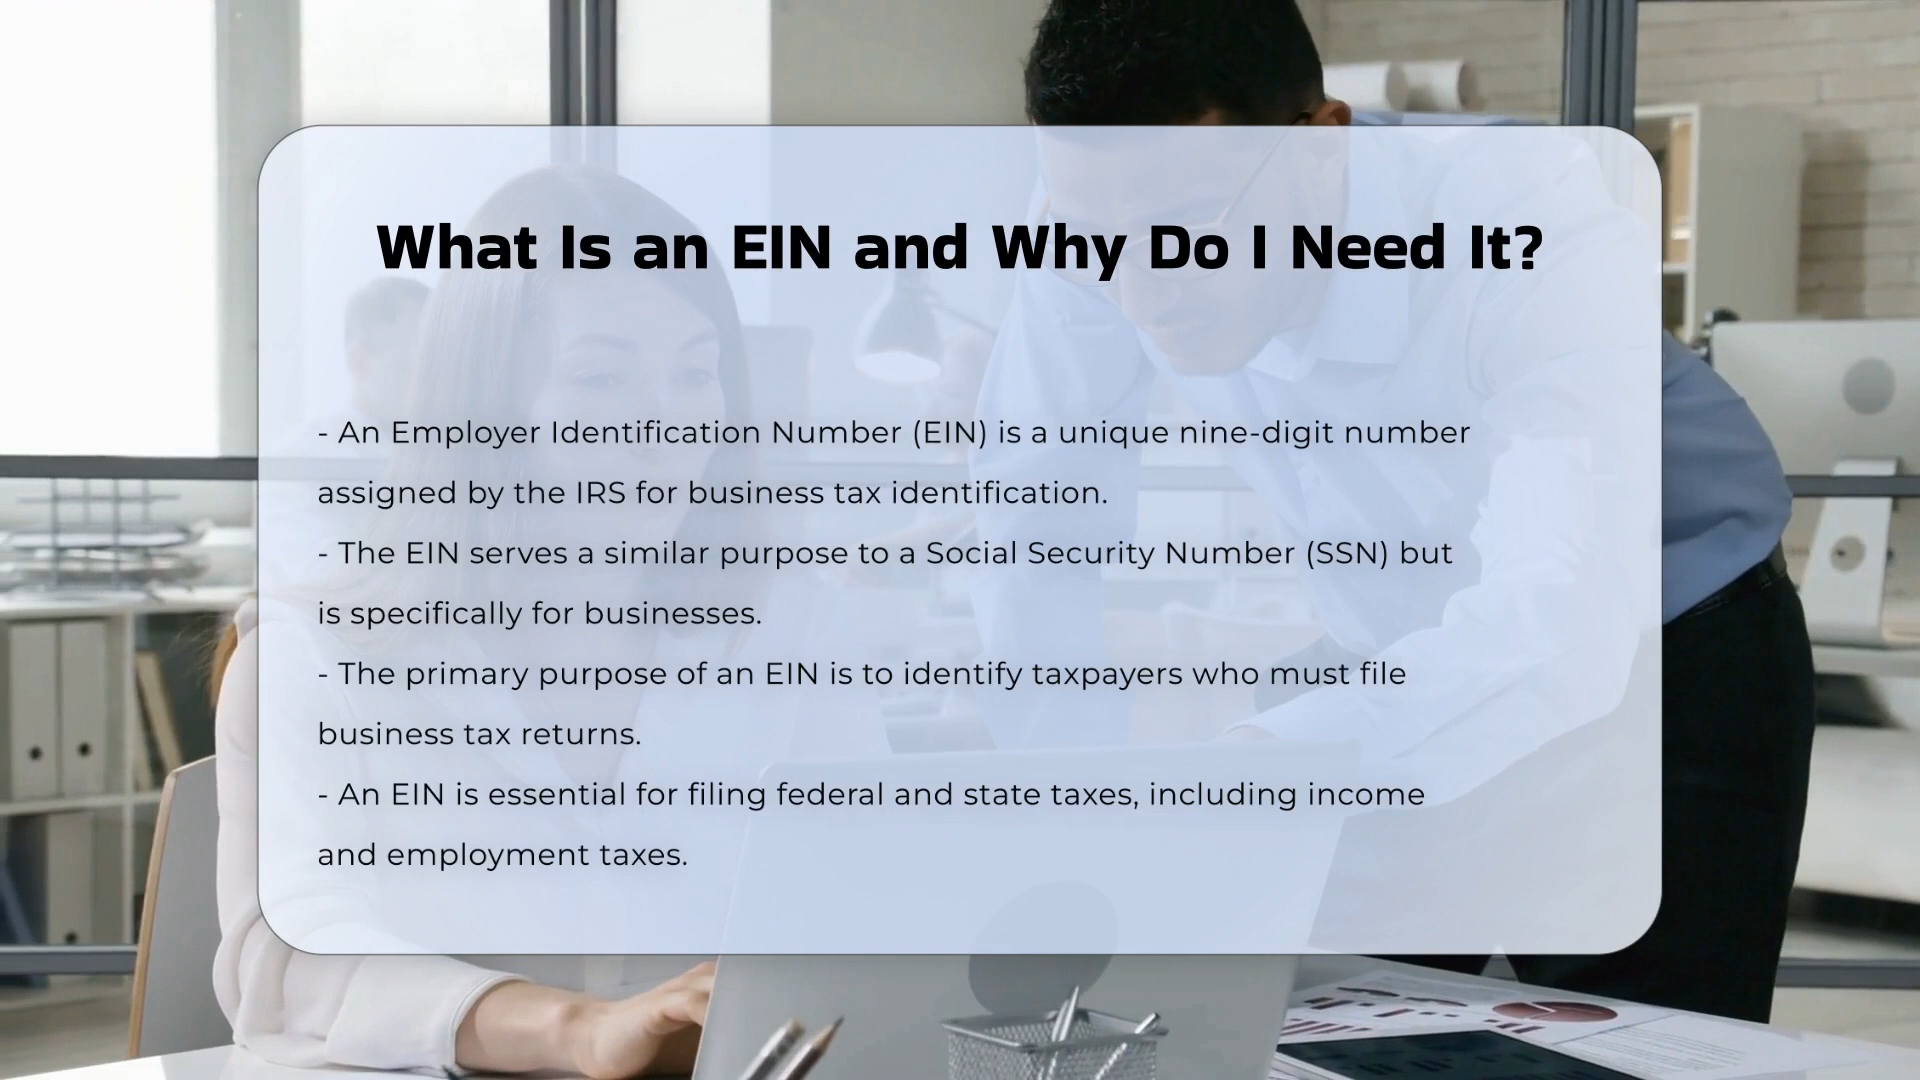 What Is an EIN and Why Do I Need It?
- An Employer Identification Number (EIN) is a unique nine-digit number
assigned by the IRS for business tax identification.
- The EIN serves a similar purpose to a Social Security Number (SSN) but
is specifically for businesses.
- The primary purpose of an EIN is to identify taxpayers who must file
business tax returns.
- An EIN is essential for filing federal and state taxes, including income
and employment taxes.